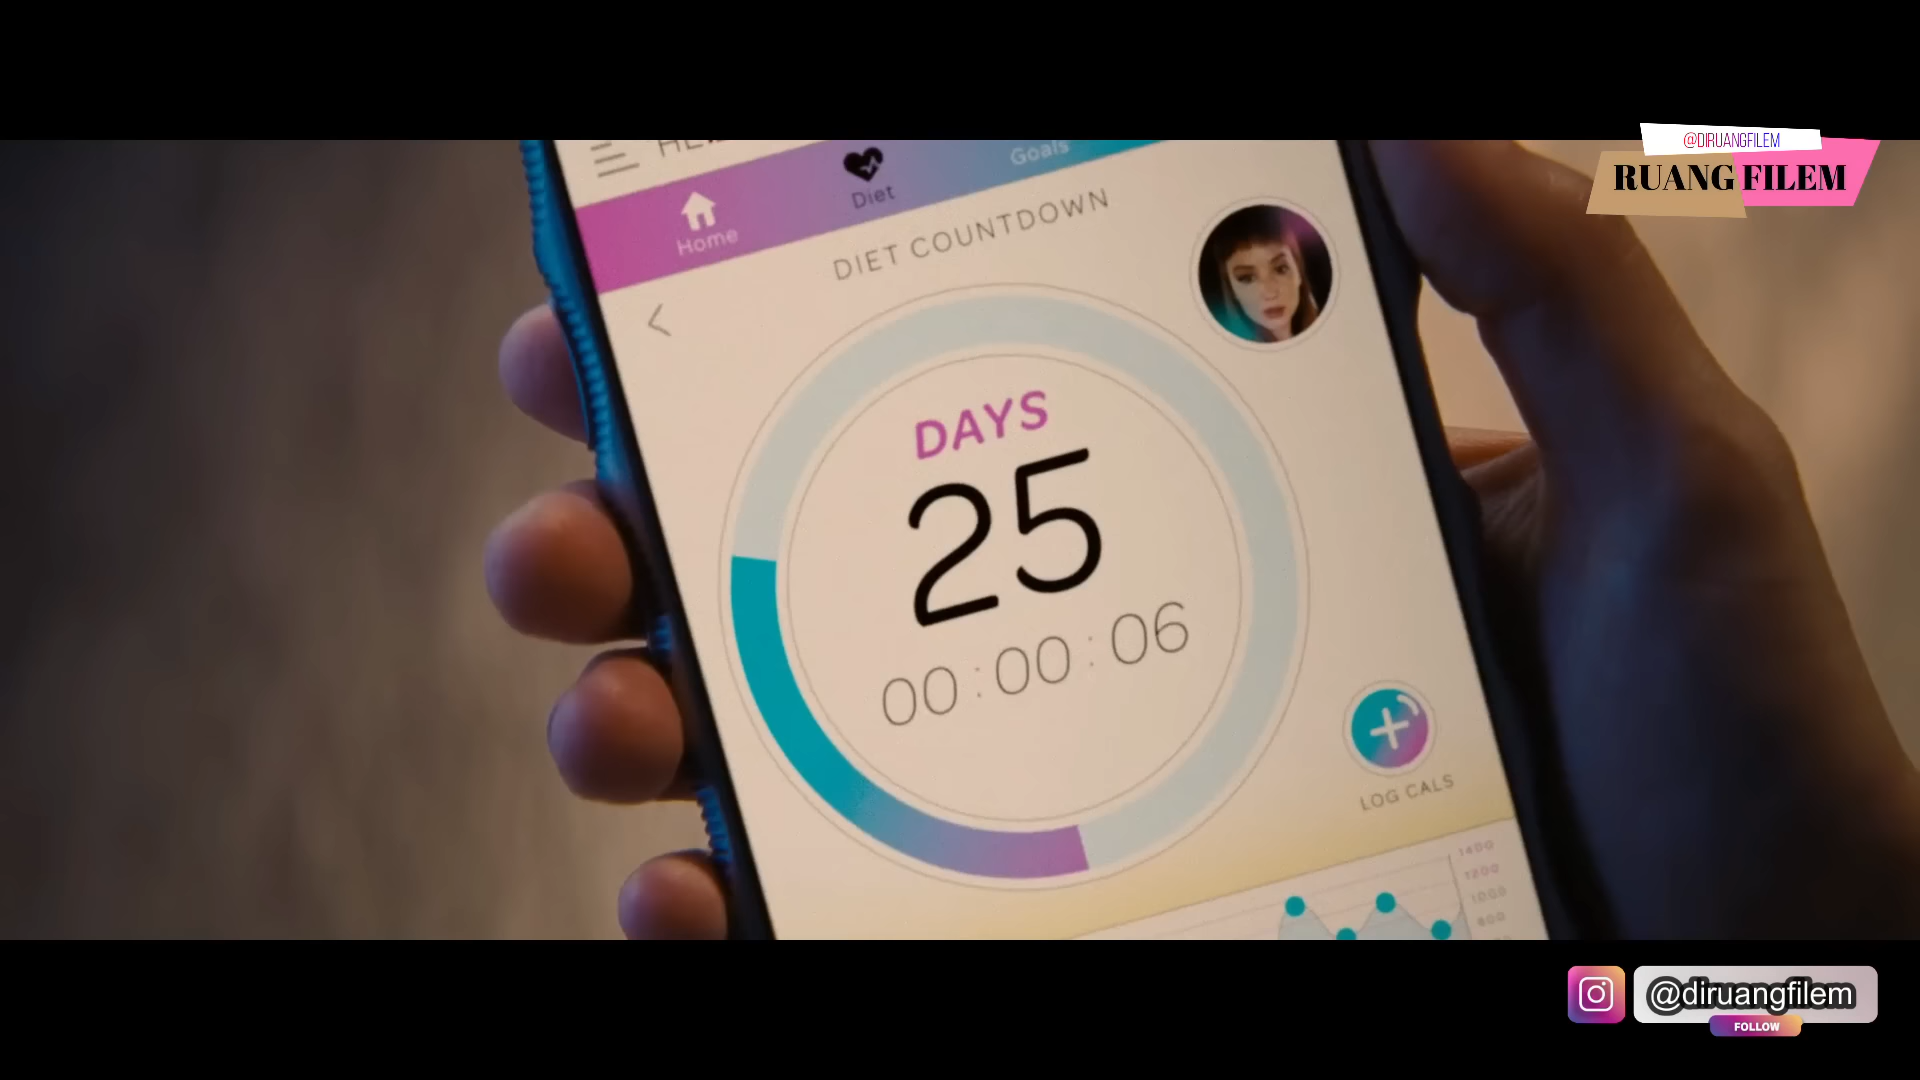 @DIRUANGFILEM
RUANG FILEM
Home
Diet
Goals
DIET COUNTDOWN
DAYS
25
00:00:06
LOG CALS
1400
1200
1000
800
@diruangfilem
FOLLOW